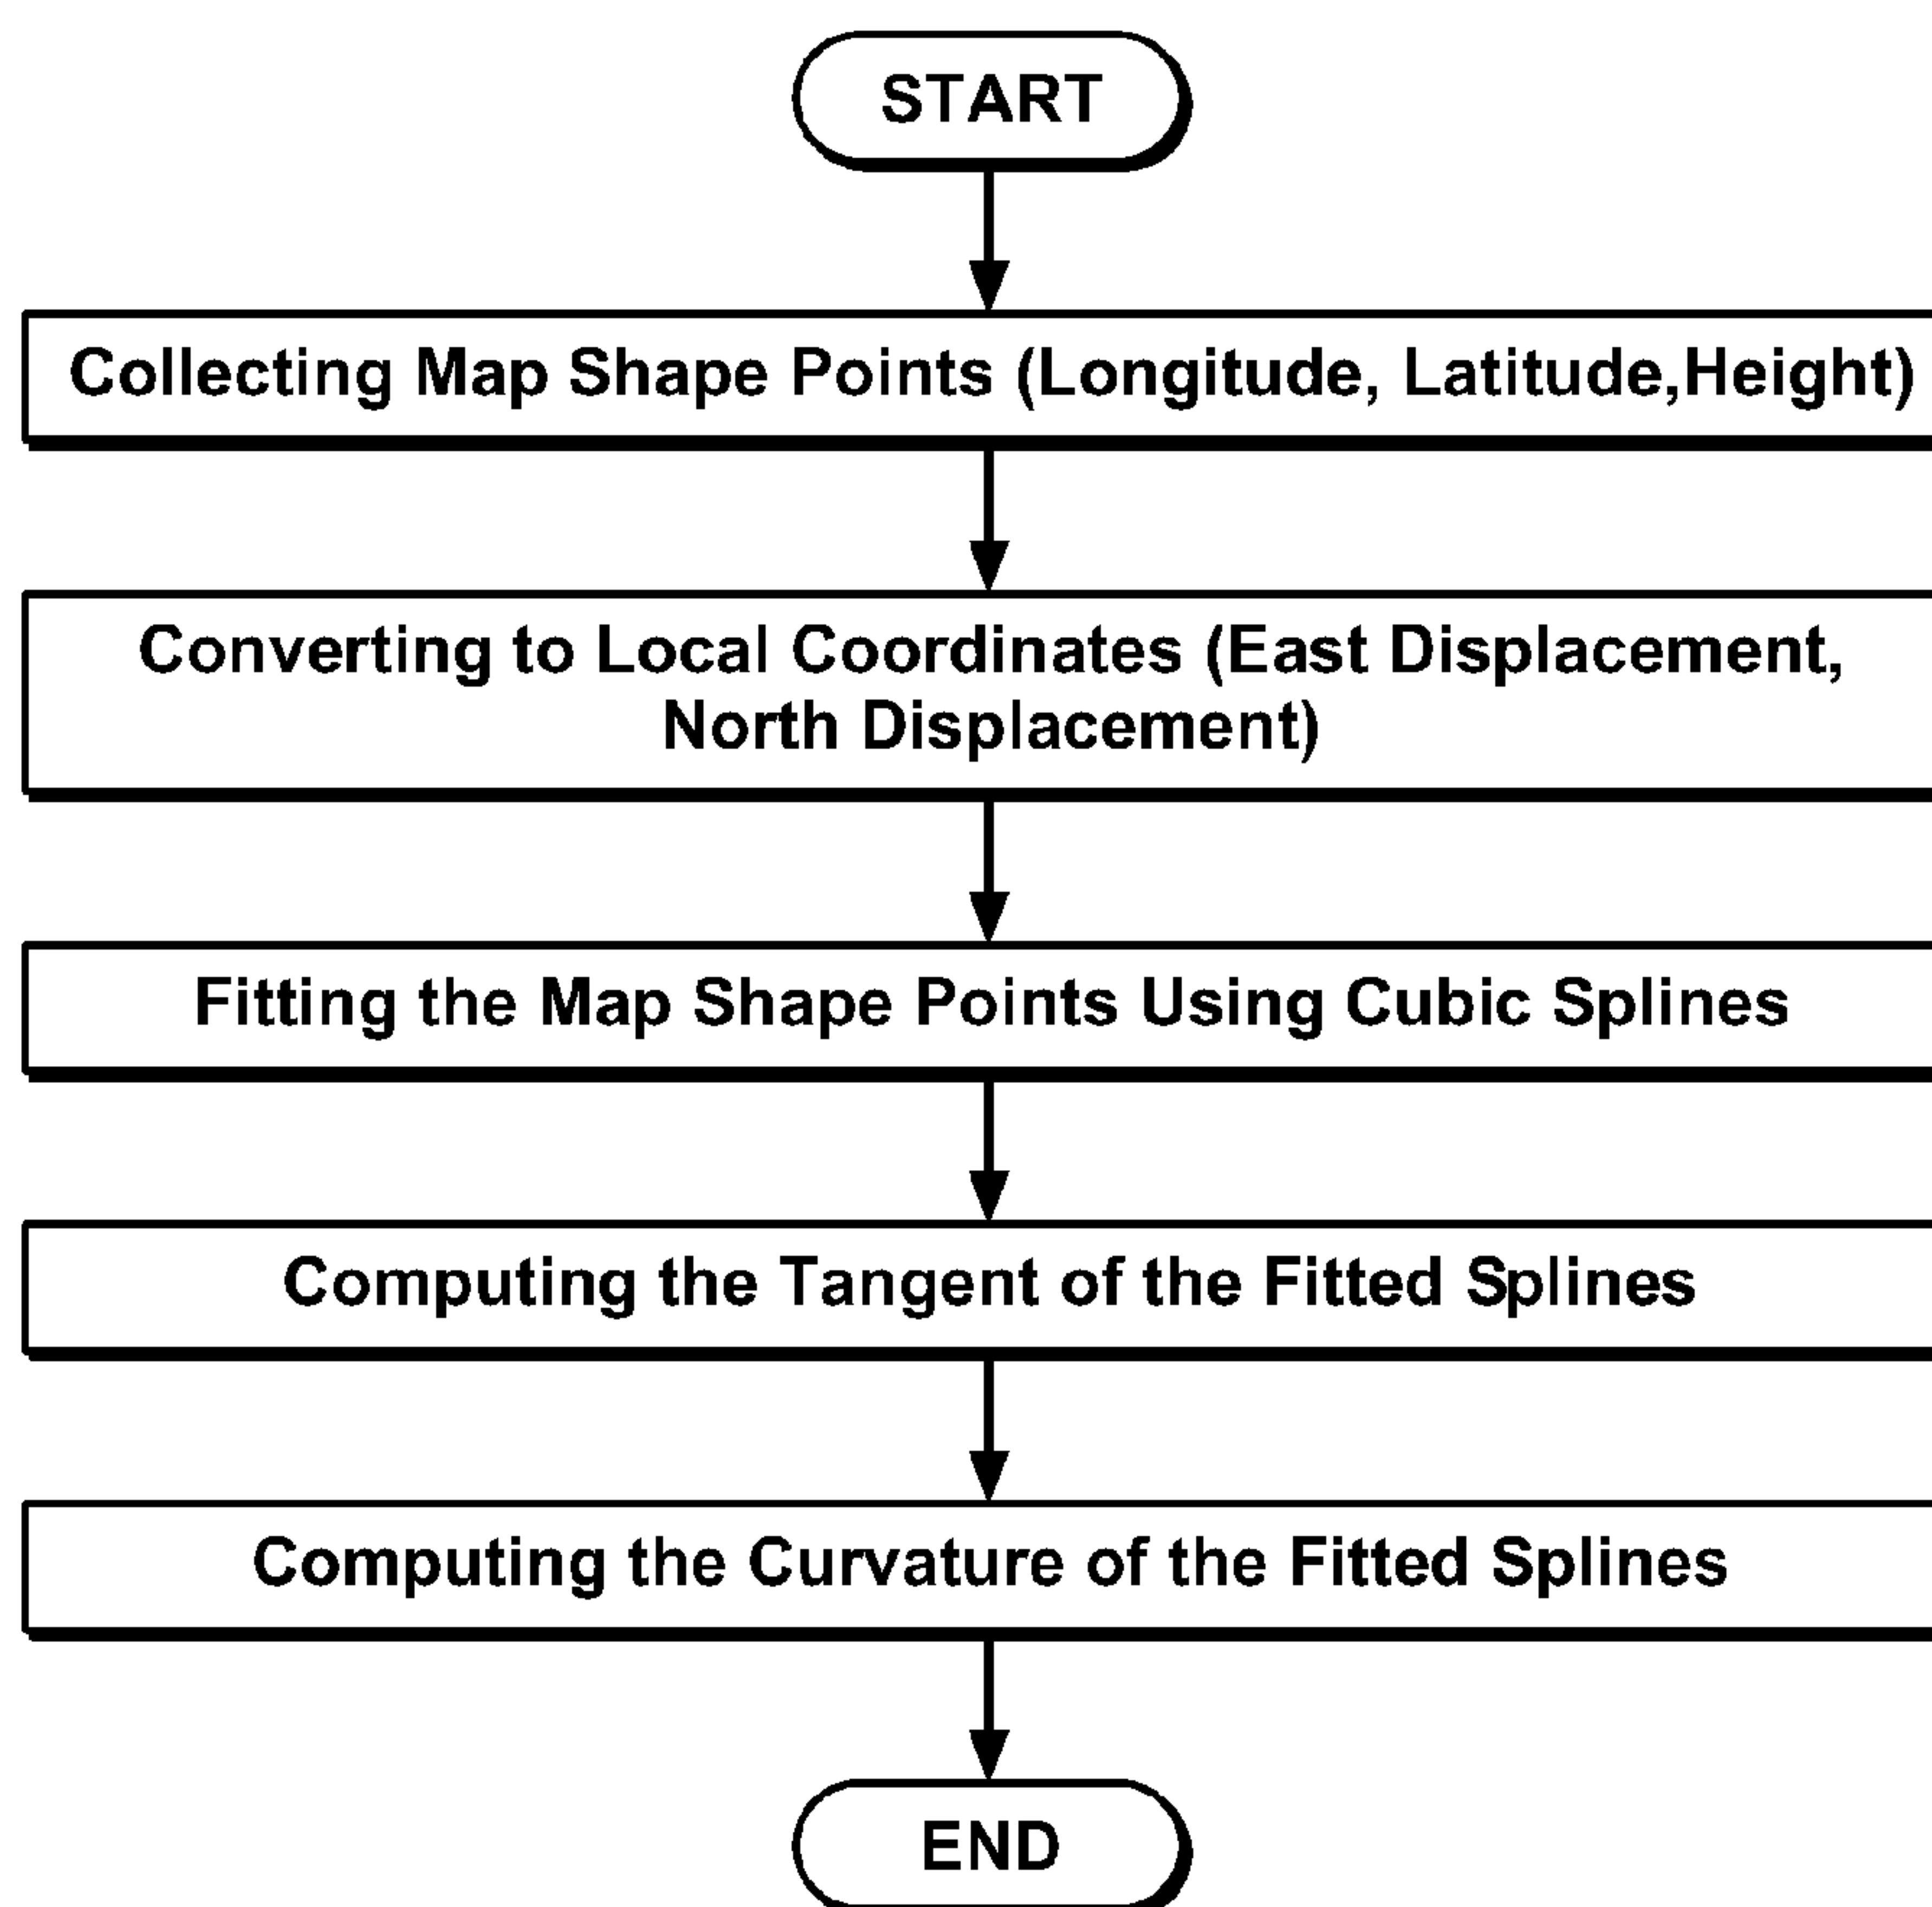 START
Collecting Map Shape Points (Longitude, Latitude,Height)
Converting to Local Coordinates (East Displacement,
North Displacement)
Fitting the Map Shape Points Using Cubic Splines
Computing the Tangent of the Fitted Splines
Computing the Curvature of the Fitted Splines
END